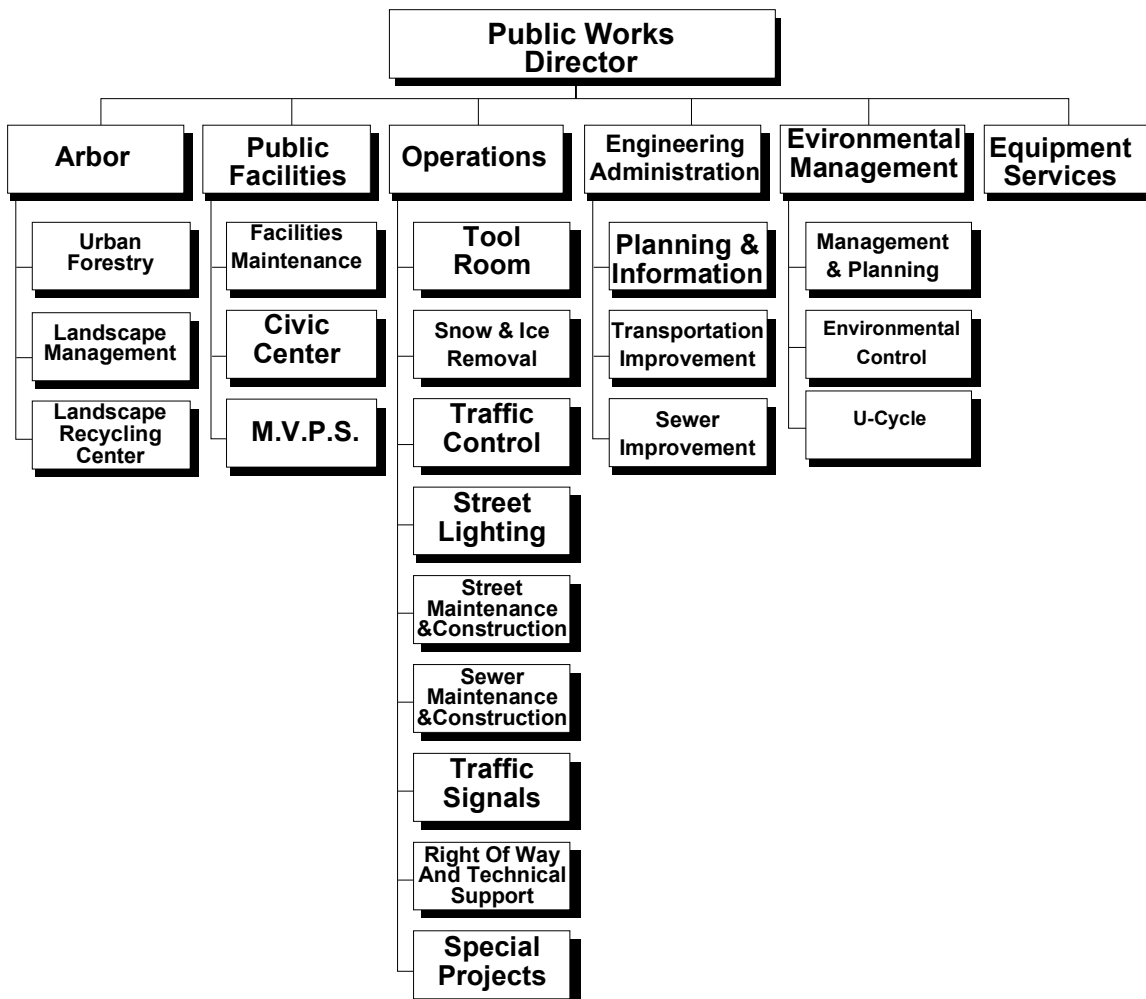 Public Works
Director
Arbor
Public
Facilities
Operations
Engineering
Administration
Evironmental
Management
Equipment
Services
Urban
Forestry
Landscape
Management
Landscape
Recycling
Center
Facilities
Maintenance
Civic
Center
M.V.P.S.
Tool
Room
Snow & Ice
Removal
Traffic
Control
Street
Lighting
Street
Maintenance
&Construction
Sewer
Maintenance
&Construction
Traffic
Signals
Right Of Way
And Technical
Support
Special
Projects
Planning &
Information
Transportation
Improvement
Sewer
Improvement
Management
& Planning
Environmental
Control
U-Cycle